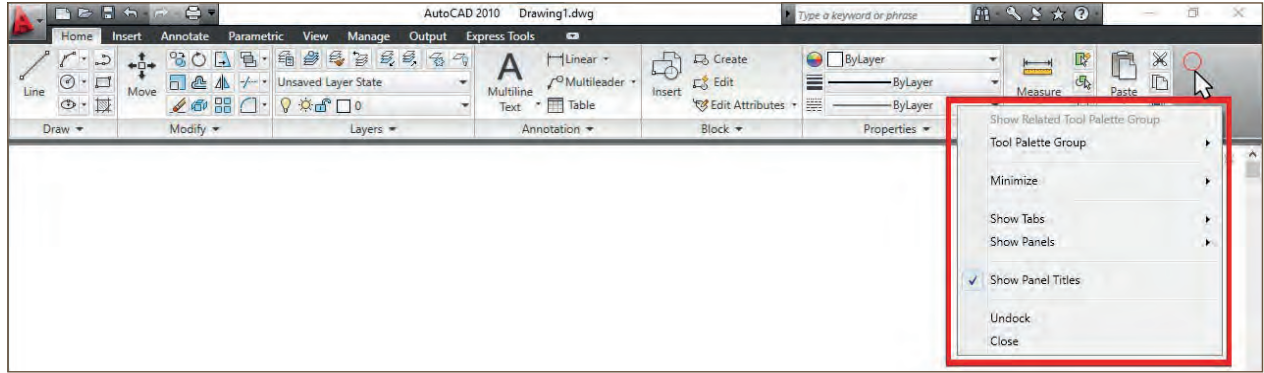 AutoCAD 2010 Drawing1.dwg Type a keyword or phrase
Home Insert Annotate Parametric View Manage Output Express Tools
Line Move Unsaved Layer State 0 Multiline Text Linear Multileader Table Insert Create Edit Edit Attributes ByLayer ByLayer ByLayer Measure Paste
Draw Modify Layers Annotation Block Properties
Show Related Tool Palette Group
Tool Palette Group
Minimize
Show Tabs
Show Panels
Show Panel Titles
Undock
Close